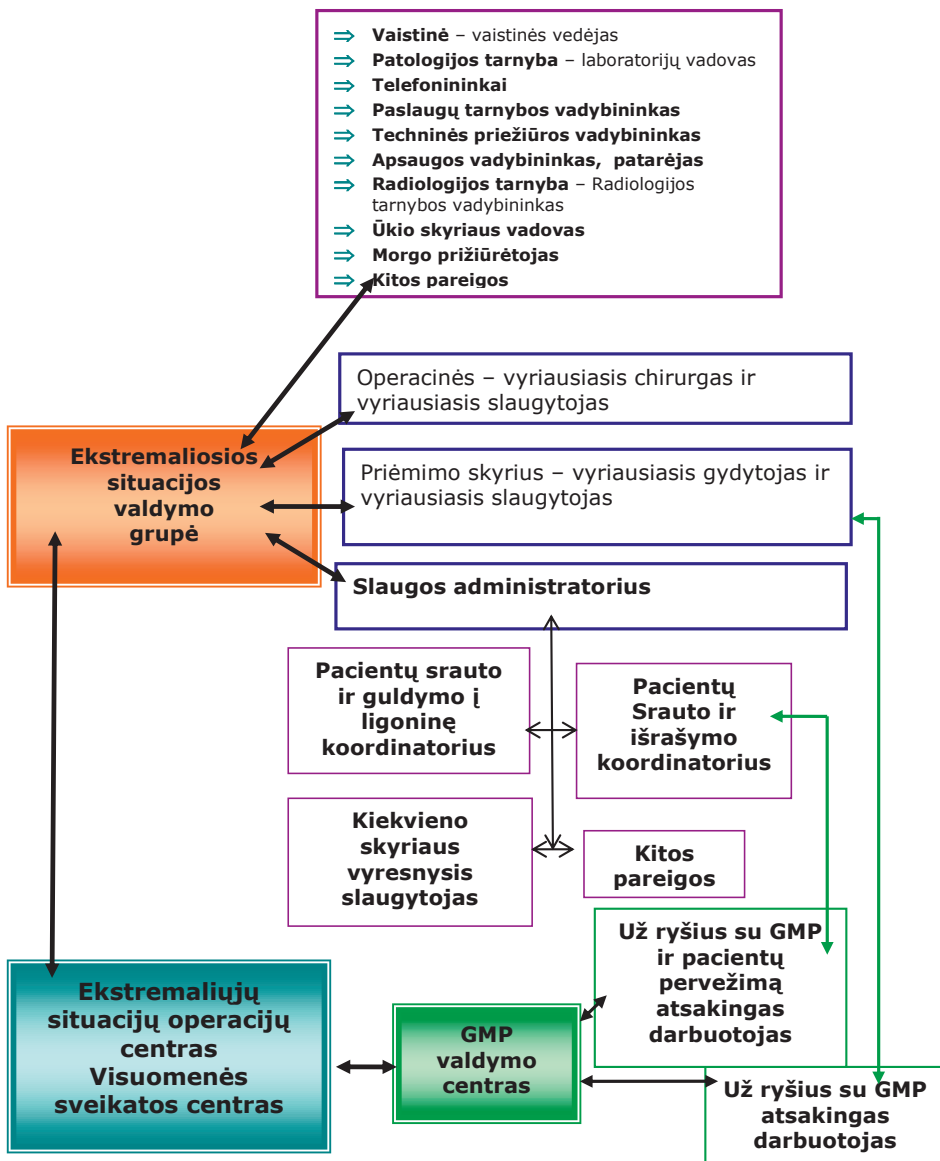 Vaistinė – vaistinės vedėjas
Patologijos tarnyba – laboratorijų vadovas
Telefonininkai
Paslaugų tarnybos vadybininkas
Techninės priežiūros vadybininkas
Apsaugos vadybininkas, patarėjas
Radiologijos tarnyba – Radiologijos
tarnybos vadybininkas
Ūkio skyriaus vadovas
Morgo prižiūrėtojas
Kitos pareigos
Operacinės – vyriausiasis chirurgas ir
vyriausiasis slaugytojas
Ekstremaliosios
situacijos
valdymo
grupė
Priėmimo skyrius – vyriausiasis gydytojas ir
vyriausiasis slaugytojas
Slaugos administratorius
Pacientų srauto
ir guldymo į
ligoninę
koordinatorius
Pacientų
Srauto ir
išrašymo
koordinatorius
Kiekvieno
skyriaus
vyresnysis
slaugytojas
Kitos
pareigos
Už ryšius su GMP
ir pacientų
pervežimą
atsakingas
darbuotojas
Ekstremaliųjų
situacijų operacijų
centras
Visuomenės
sveikatos centras
GMP
valdymo
centras
Už ryšius su GMP
atsakingas
darbuotojas